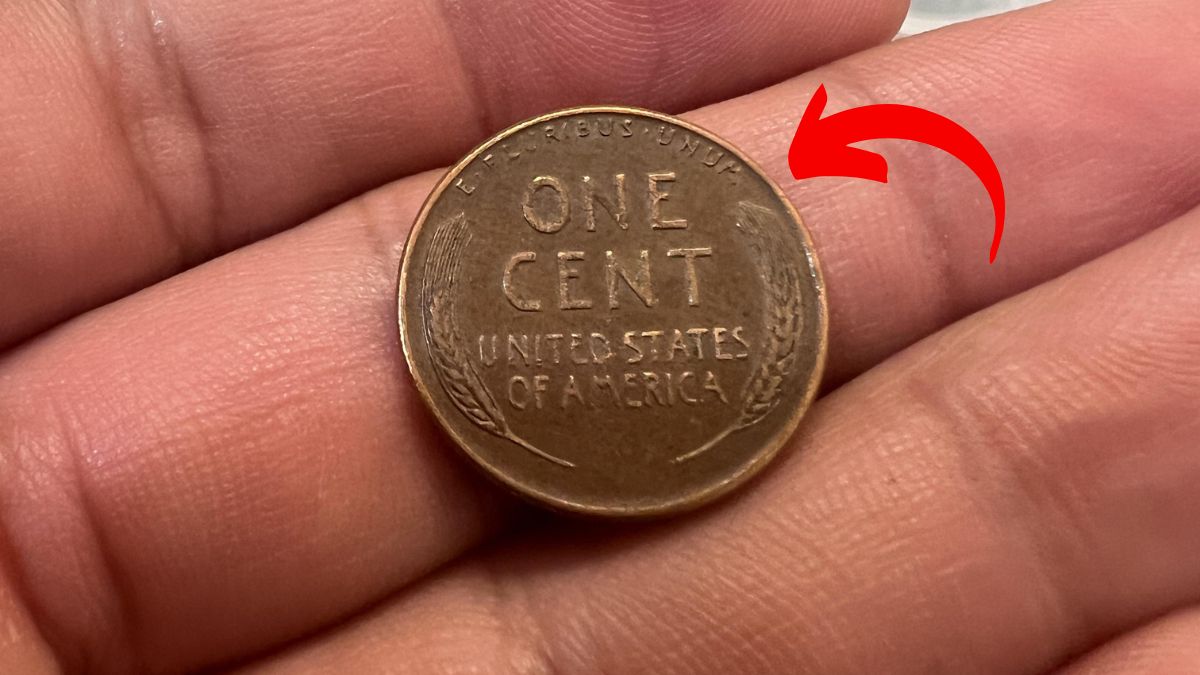 E · PLURIBUS · UNUM
ONE
CENT
UNITED STATES
OF AMERICA